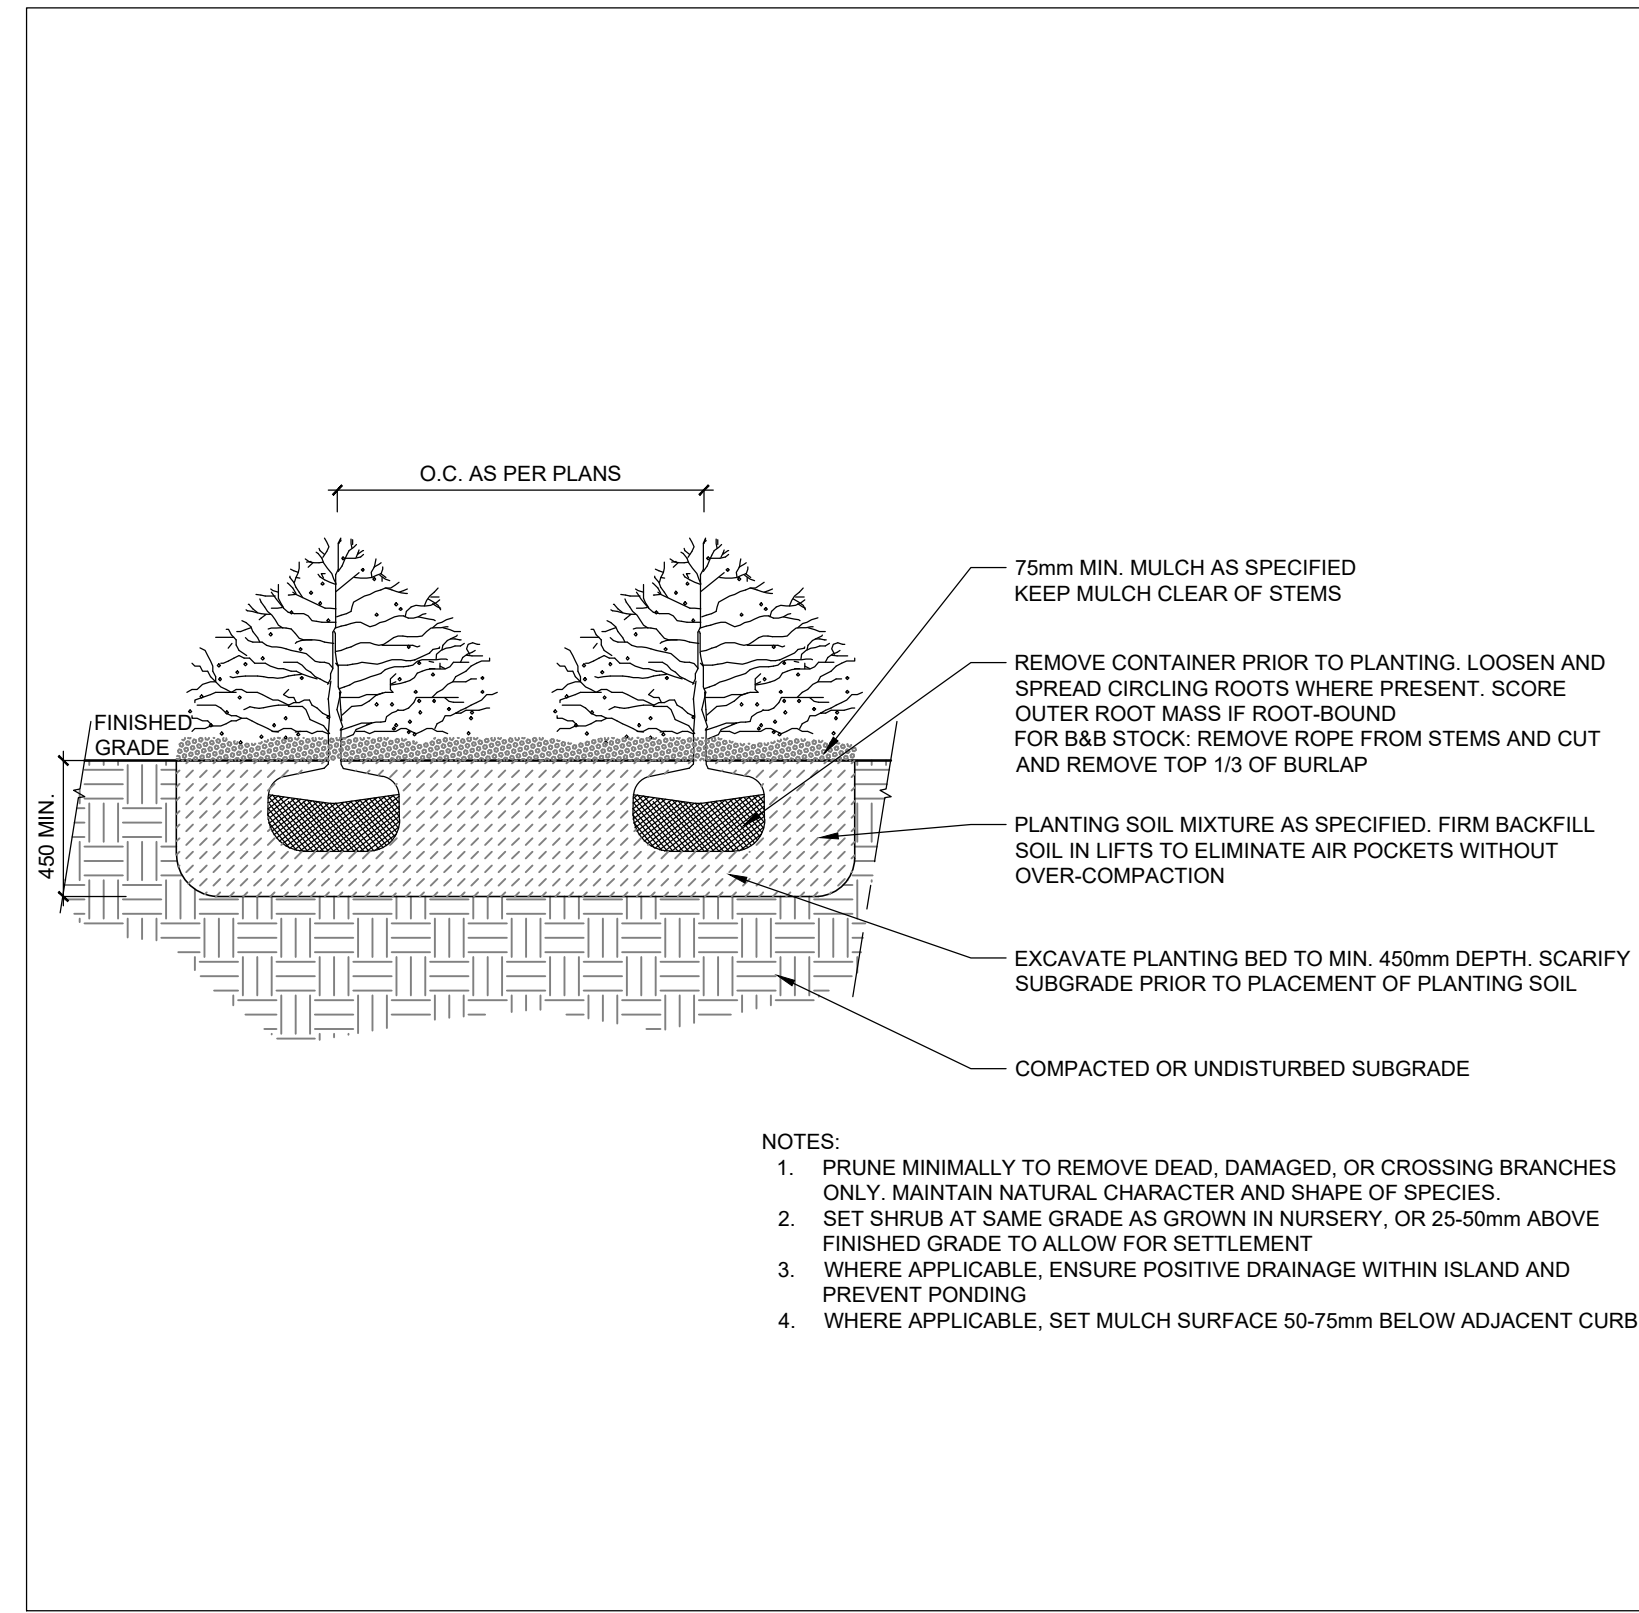 O.C. AS PER PLANS
75mm MIN. MULCH AS SPECIFIED
KEEP MULCH CLEAR OF STEMS
REMOVE CONTAINER PRIOR TO PLANTING. LOOSEN AND
SPREAD CIRCLING ROOTS WHERE PRESENT. SCORE
OUTER ROOT MASS IF ROOT-BOUND
FOR B&B STOCK: REMOVE ROPE FROM STEMS AND CUT
AND REMOVE TOP 1/3 OF BURLAP
FINISHED
GRADE
450 MIN.
PLANTING SOIL MIXTURE AS SPECIFIED. FIRM BACKFILL
SOIL IN LIFTS TO ELIMINATE AIR POCKETS WITHOUT
OVER-COMPACTION
EXCAVATE PLANTING BED TO MIN. 450mm DEPTH. SCARIFY
SUBGRADE PRIOR TO PLACEMENT OF PLANTING SOIL
COMPACTED OR UNDISTURBED SUBGRADE
NOTES:
1. PRUNE MINIMALLY TO REMOVE DEAD, DAMAGED, OR CROSSING BRANCHES
ONLY. MAINTAIN NATURAL CHARACTER AND SHAPE OF SPECIES.
2. SET SHRUB AT SAME GRADE AS GROWN IN NURSERY, OR 25-50mm ABOVE
FINISHED GRADE TO ALLOW FOR SETTLEMENT
3. WHERE APPLICABLE, ENSURE POSITIVE DRAINAGE WITHIN ISLAND AND
PREVENT PONDING
4. WHERE APPLICABLE, SET MULCH SURFACE 50-75mm BELOW ADJACENT CURB